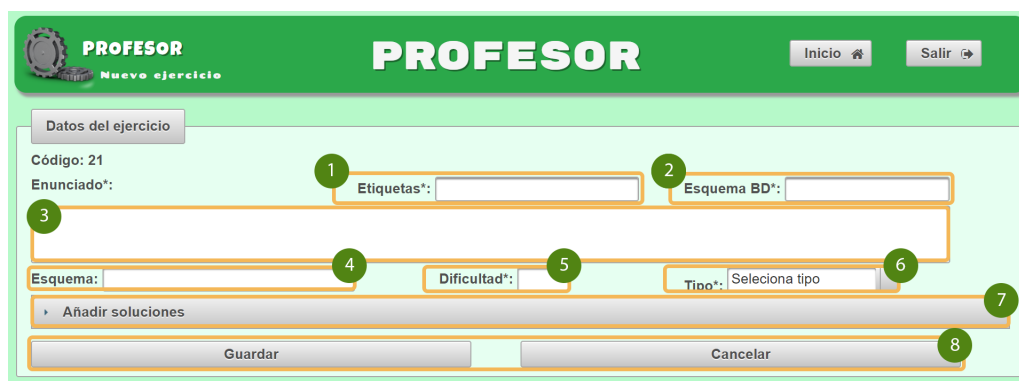 PROFESOR
Nuevo ejercicio
PROFESOR
Inicio
Salir
Datos del ejercicio
Código: 21
Enunciado*:
1
Etiquetas*:
2
Esquema BD*:
3
Esquema:
4
Dificultad*:
5
Tipo*:
Seleciona tipo
6
Añadir soluciones
7
Guardar
Cancelar
8